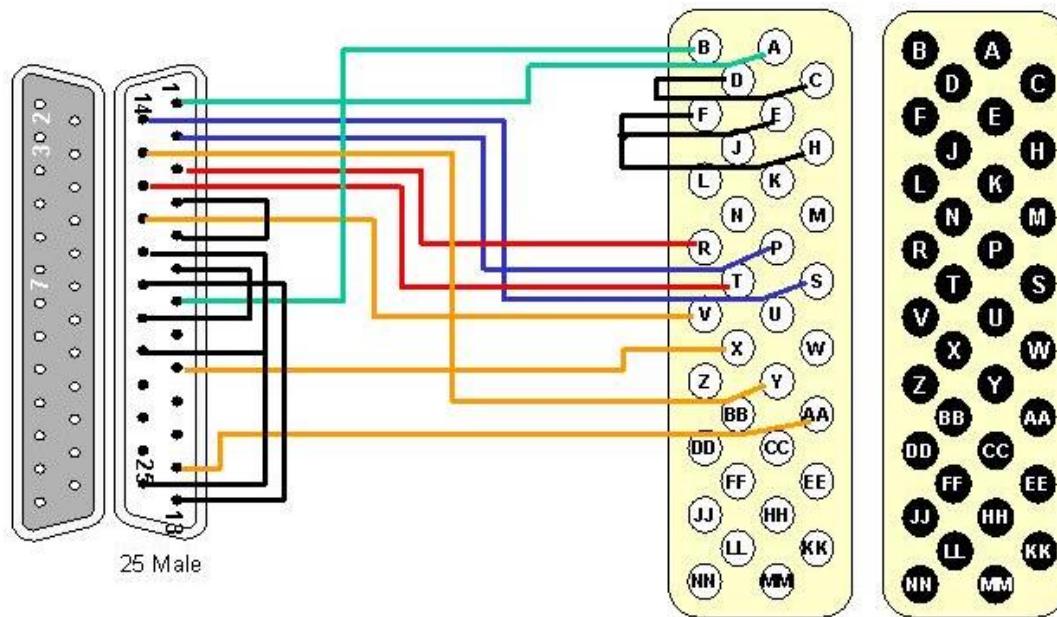 2
3
7
1
14
25
18
25 Male
B A
D C
F E
J H
L K
N M
R P
T S
V U
X W
Z Y
BB AA
DD CC
FF EE
JJ HH
LL KK
NN MM
B A
D C
F E
J H
L K
N M
R P
T S
V U
X W
Z Y
BB AA
DD CC
FF EE
JJ HH
LL KK
NN MM